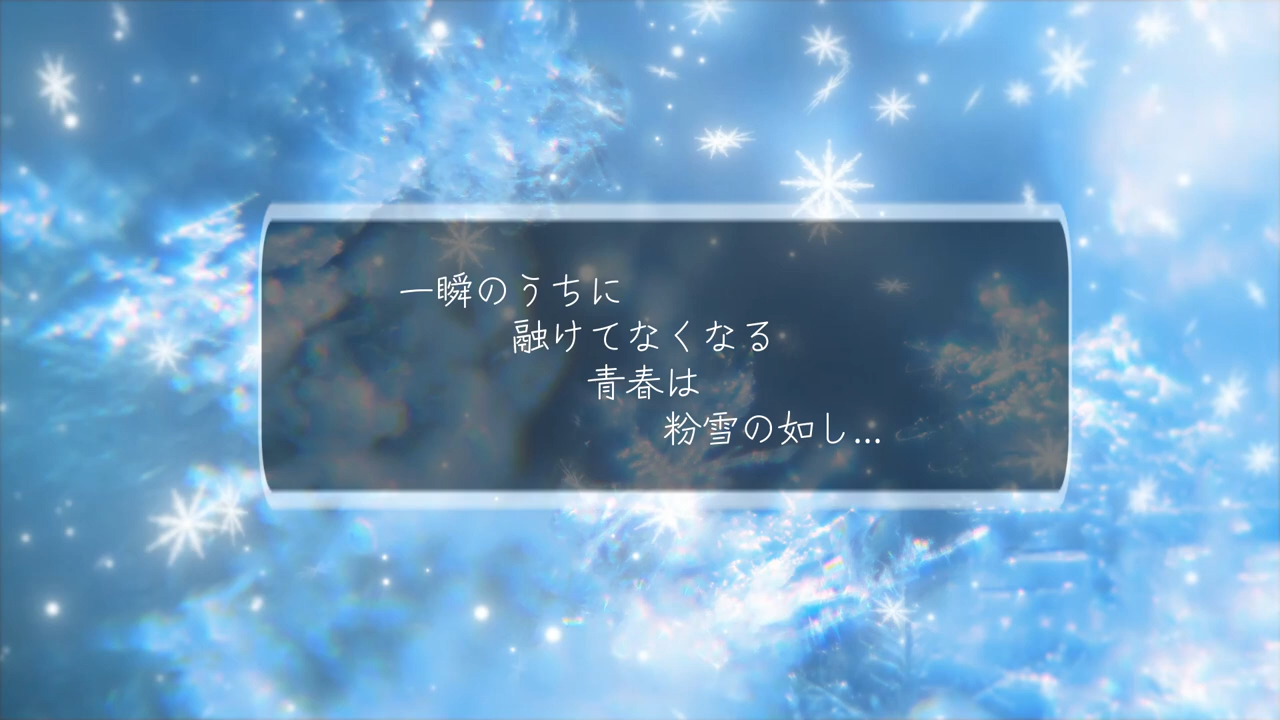 一瞬のうちに
融けてなくなる
青春は
粉雪の如し…